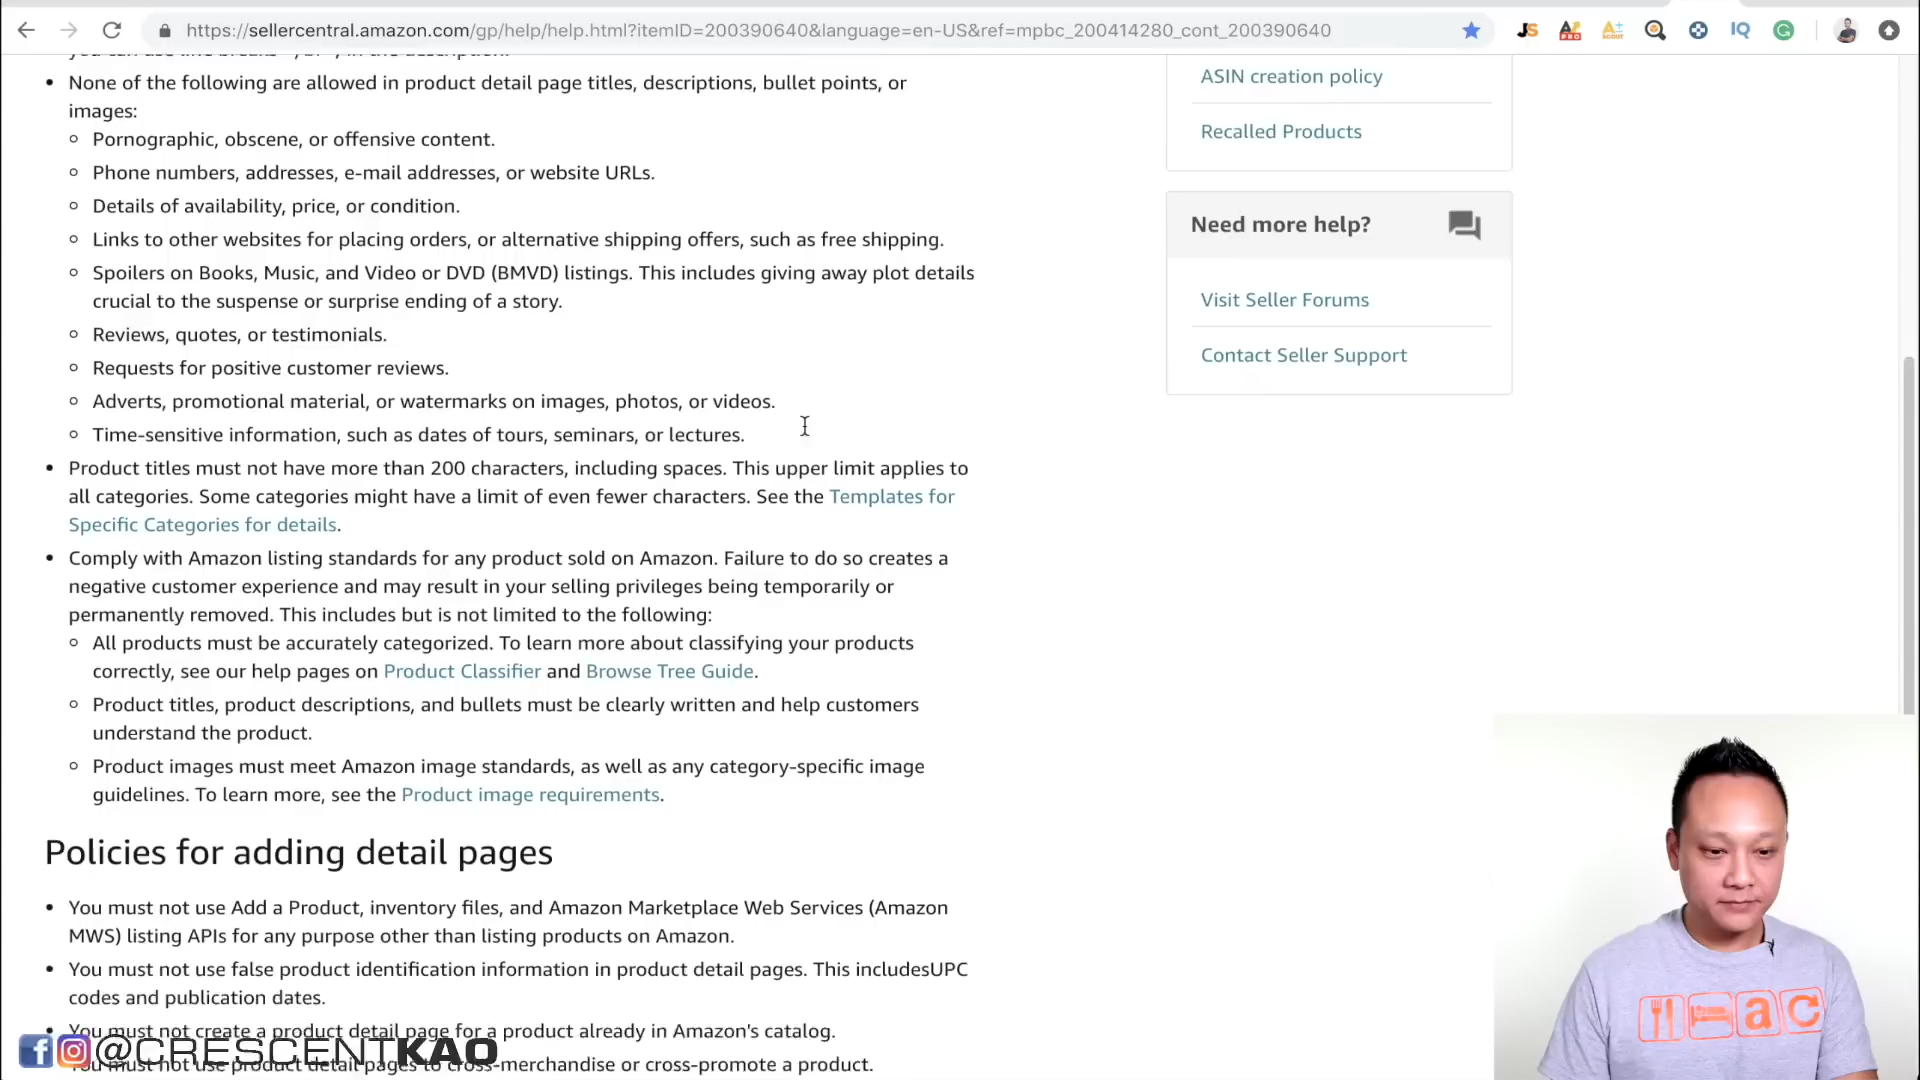 https://sellercentral.amazon.com/gp/help/help.html?itemID=200390640&language=en-US&ref=mpbc_200414280_cont_200390640
JS
PRO
SCOUT
IQ
G
• None of the following are allowed in product detail page titles, descriptions, bullet points, or
images:
Pornographic, obscene, or offensive content.
Phone numbers, addresses, e-mail addresses, or website URLs.
Details of availability, price, or condition.
Links to other websites for placing orders, or alternative shipping offers, such as free shipping.
Spoilers on Books, Music, and Video or DVD (BMVD) listings. This includes giving away plot details
crucial to the suspense or surprise ending of a story.
Reviews, quotes, or testimonials.
Requests for positive customer reviews.
Adverts, promotional material, or watermarks on images, photos, or videos.
Time-sensitive information, such as dates of tours, seminars, or lectures.
• Product titles must not have more than 200 characters, including spaces. This upper limit applies to
all categories. Some categories might have a limit of even fewer characters. See the Templates for
Specific Categories for details.
• Comply with Amazon listing standards for any product sold on Amazon. Failure to do so creates a
negative customer experience and may result in your selling privileges being temporarily or
permanently removed. This includes but is not limited to the following:
All products must be accurately categorized. To learn more about classifying your products
correctly, see our help pages on Product Classifier and Browse Tree Guide.
Product titles, product descriptions, and bullets must be clearly written and help customers
understand the product.
Product images must meet Amazon image standards, as well as any category-specific image
guidelines. To learn more, see the Product image requirements.
Policies for adding detail pages
• You must not use Add a Product, inventory files, and Amazon Marketplace Web Services (Amazon
MWS) listing APIs for any purpose other than listing products on Amazon.
• You must not use false product identification information in product detail pages. This includesUPC
codes and publication dates.
• You must not create a product detail page for a product already in Amazon's catalog.
You must not use product detail pages to cross-merchandise or cross-promote a product.
@CRESCENTKAO
ASIN creation policy
Recalled Products
Need more help?
Visit Seller Forums
Contact Seller Support
a c